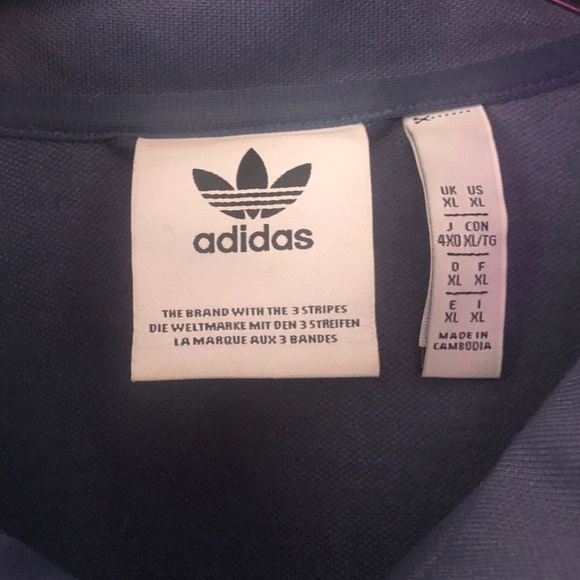 adidas
THE BRAND WITH THE 3 STRIPES
DIE WELTMARKE MIT DEN 3 STREIFEN
LA MARQUE AUX 3 BANDES
UK US
XL XL
J CDN
4XO XL/TG
D F
XL XL
E I
XL XL
MADE IN
CAMBODIA